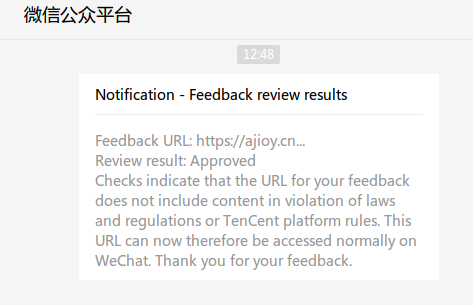 微信公众平台
12:48
Notification - Feedback review results
Feedback URL: https://ajioy.cn...
Review result: Approved
Checks indicate that the URL for your feedback
does not include content in violation of laws
and regulations or TenCent platform rules. This
URL can now therefore be accessed normally on
WeChat. Thank you for your feedback.